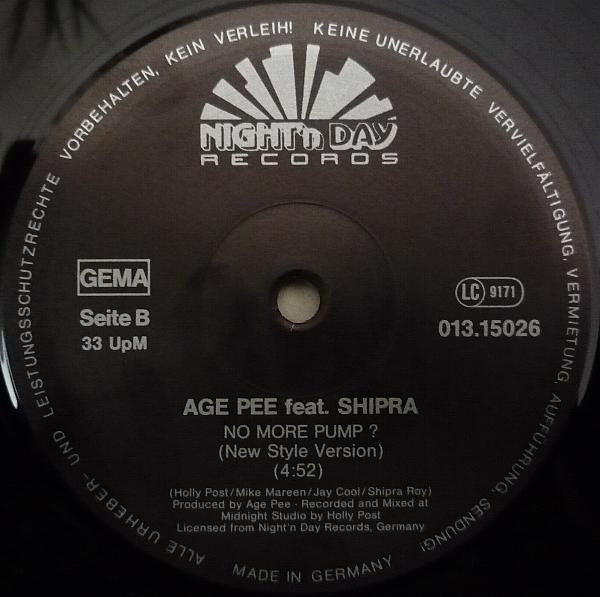 ALLE URHEBER- UND LEISTUNGSSCHUTZRECHTE VORBEHALTEN, KEIN VERLEIH! KEINE UNERLAUBTE VERVIELFÄLTIGUNG, VERMIETUNG, AUFFÜHRUNG, SENDUNG!
NIGHT'n DAY
RECORDS
GEMA
LC 9171
Seite B
013.15026
33 UpM
AGE PEE feat. SHIPRA
NO MORE PUMP ?
(New Style Version)
(4:52)
(Holly Post/Mike Mareen/Jay Cool/Shipra Roy)
Produced by Age Pee · Recorded and Mixed at
Midnight Studio by Holly Post
Licensed from Night'n Day Records, Germany
MADE IN GERMANY